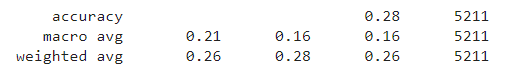 accuracy 0.28 5211
macro avg 0.21 0.16 0.16 5211
weighted avg 0.26 0.28 0.26 5211